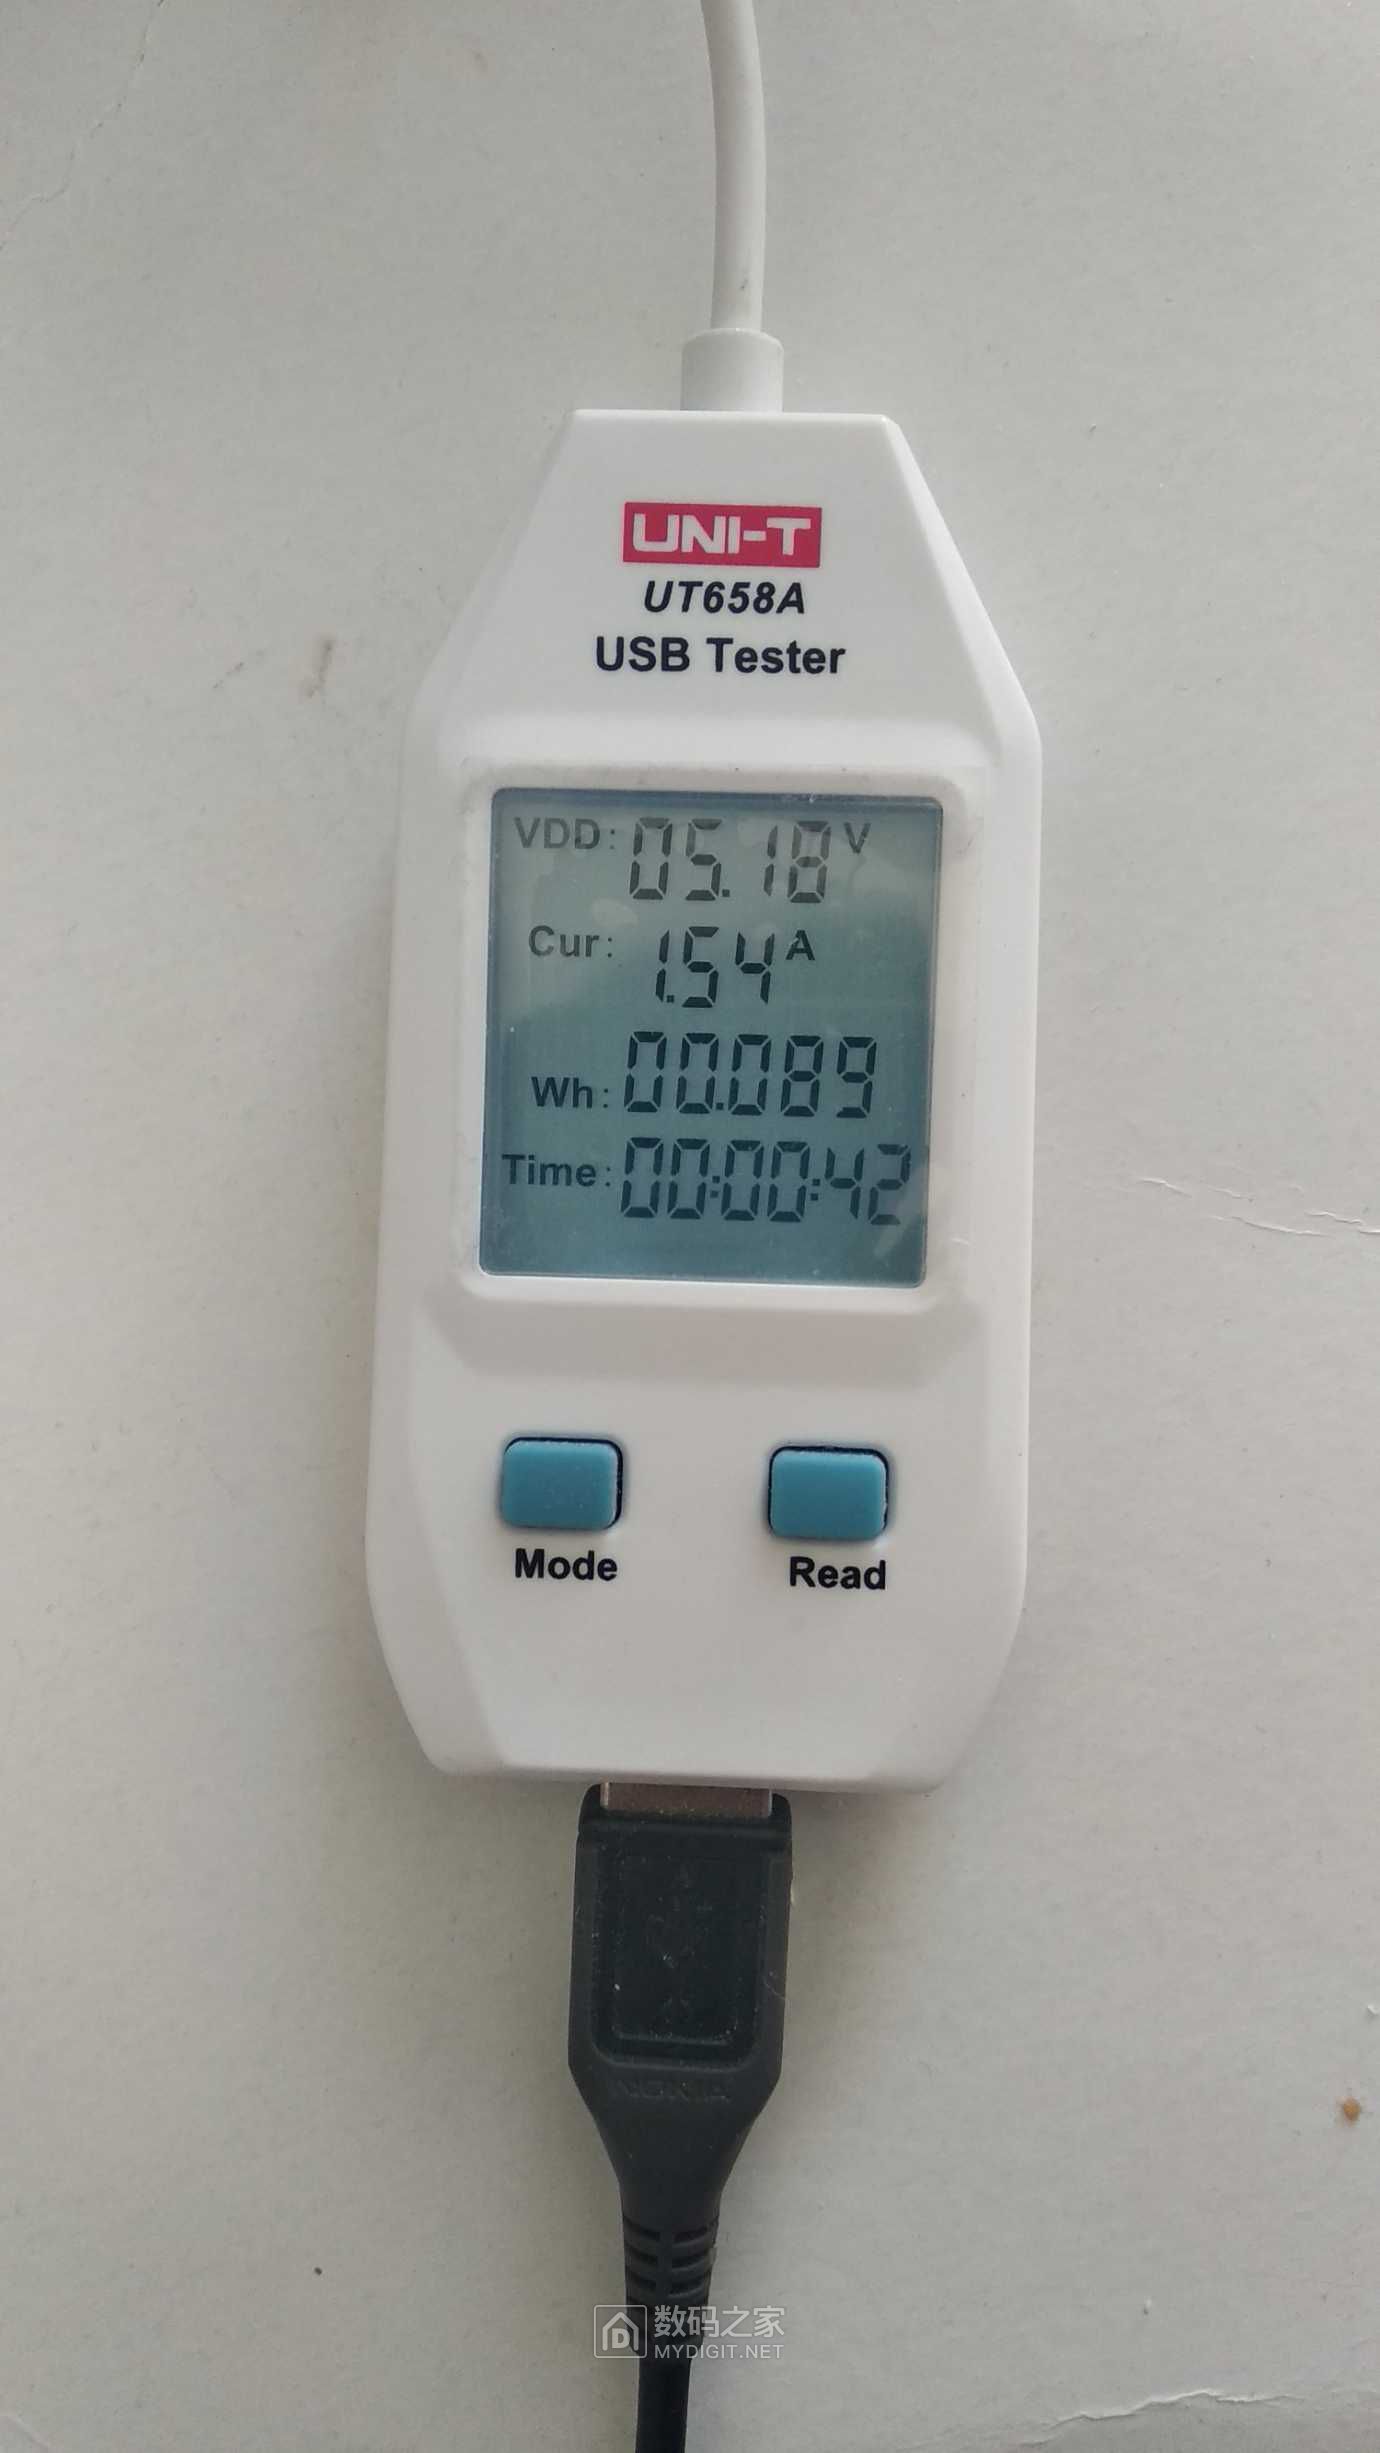 UNI-T
UT658A
USB Tester
VDD: 05.18 V
Cur: 1.54 A
Wh: 00.089
Time: 00:00:42
Mode
Read
NOKIA
数码之家
MYDIGIT.NET